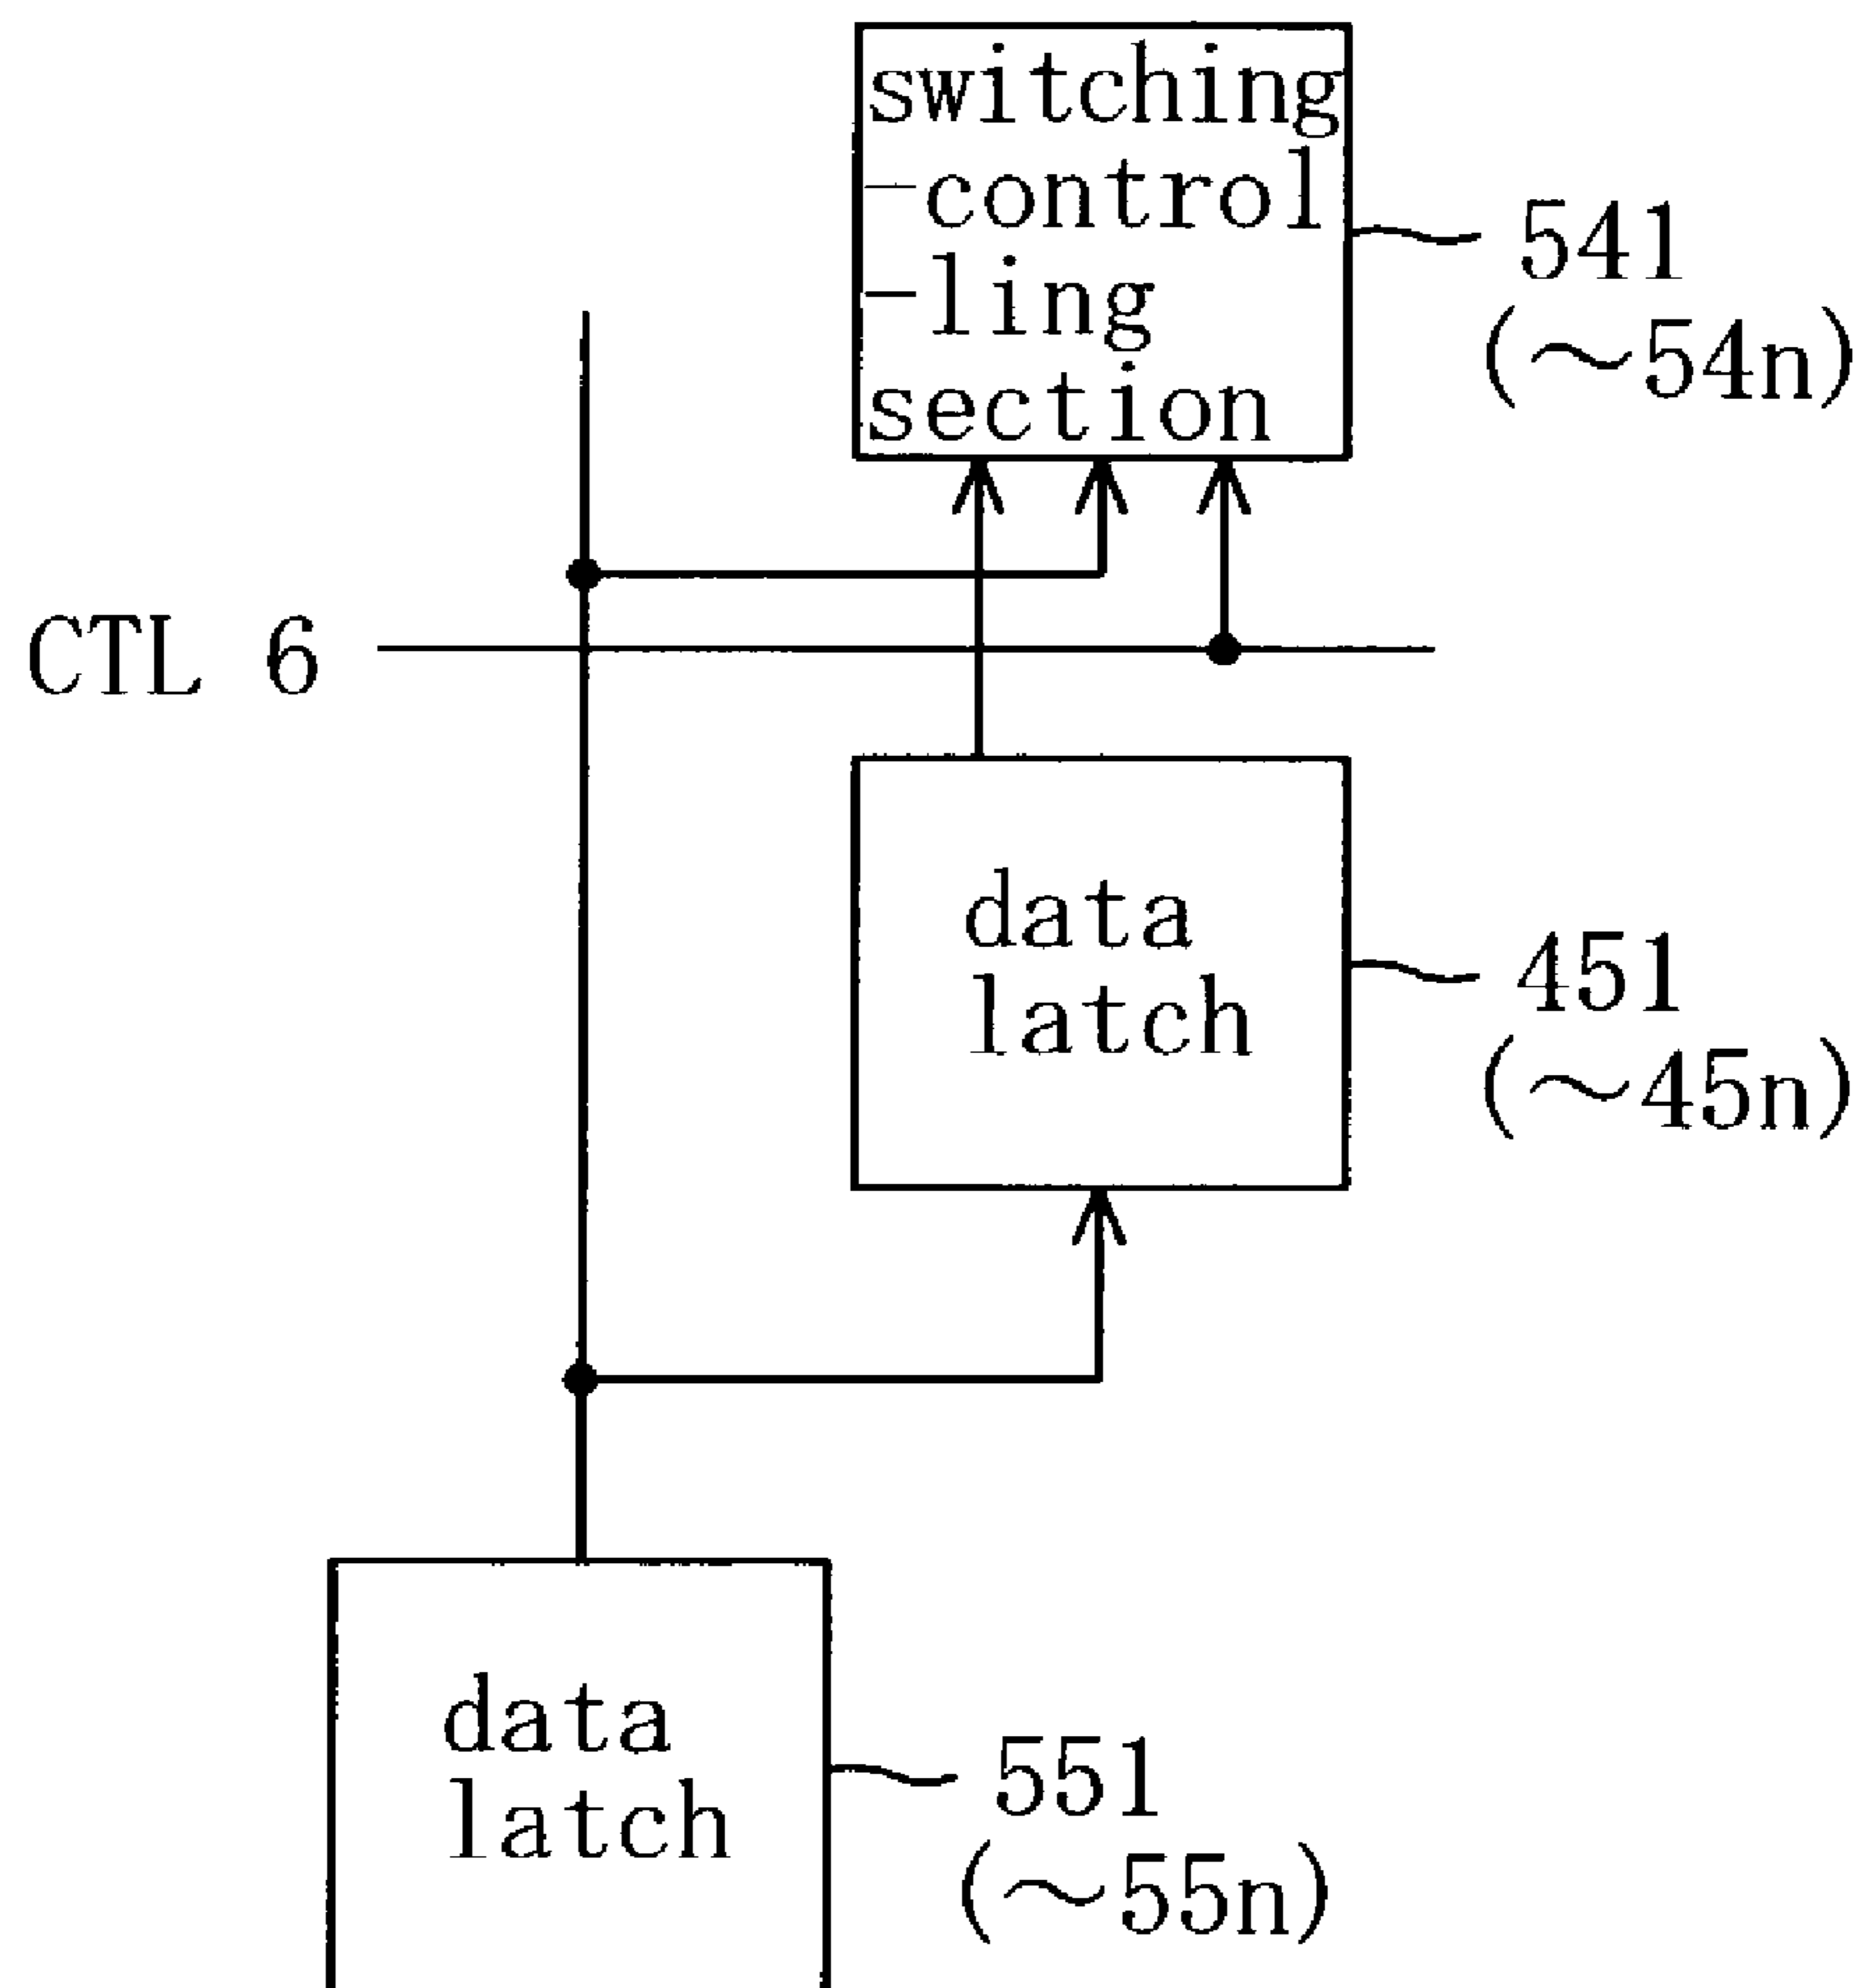 switching
-control
-ling
section
541
(～54n)
CTL 6
data
latch
451
(～45n)
data
latch
551
(～55n)